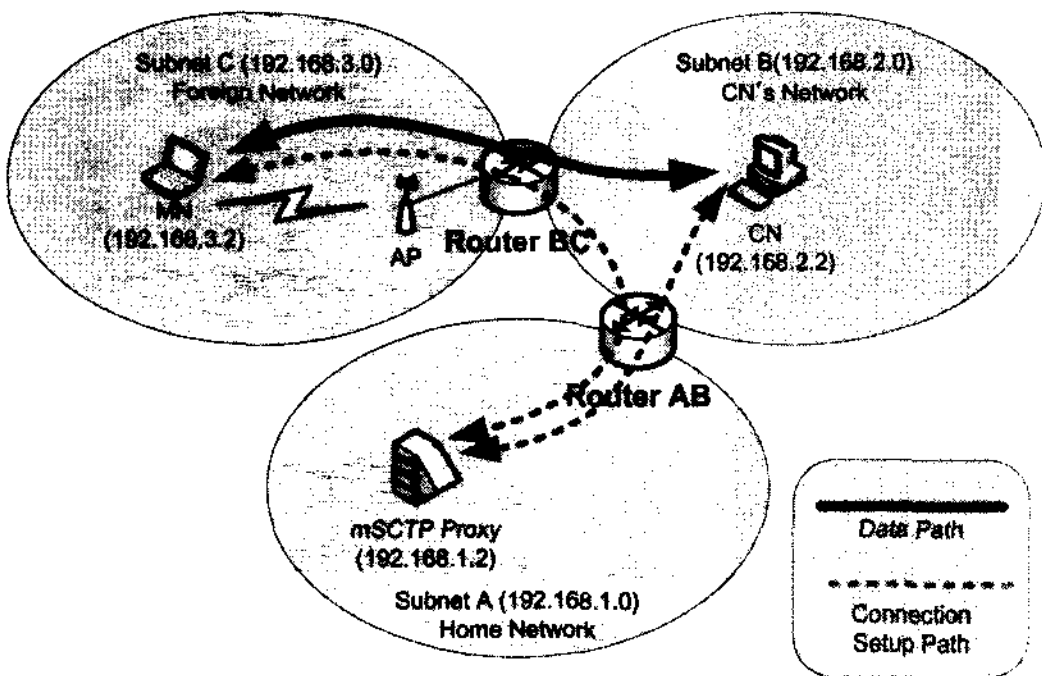 Subnet C (192.168.3.0)
Foreign Network
Subnet B(192.168.2.0)
CN's Network
MN
(192.168.3.2)
AP
Router BC
CN
(192.168.2.2)
Router AB
mSCTP Proxy
(192.168.1.2)
Subnet A (192.168.1.0)
Home Network
Data Path
Connection
Setup Path